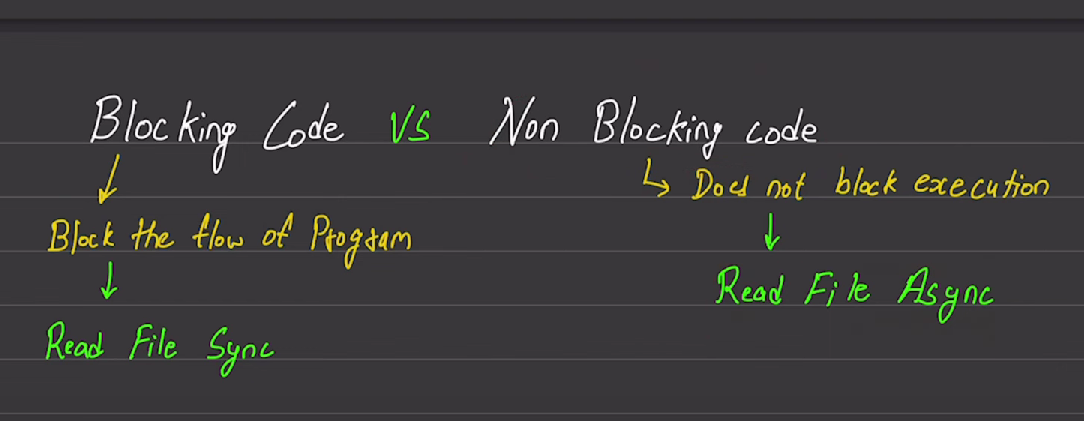 Blocking Code VS Non Blocking code
Block the flow of Program
Read File Sync
Does not block execution
Read File Async